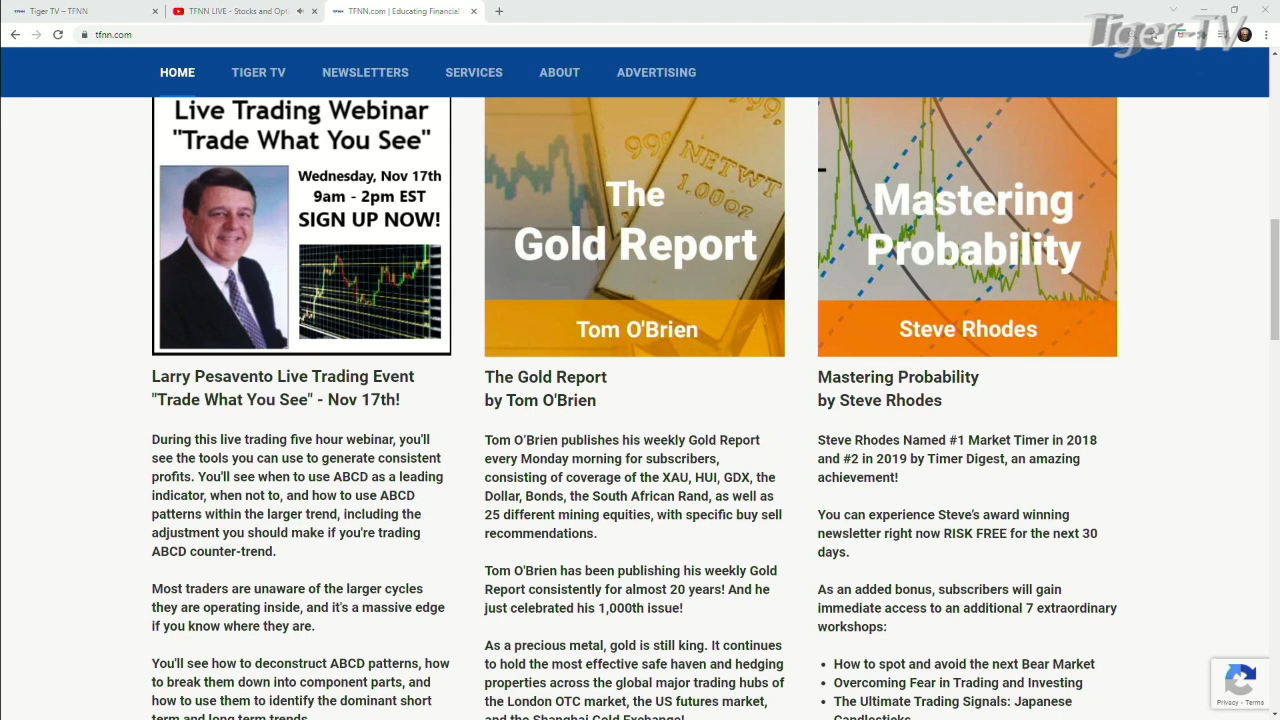 Tiger TV – TFNN
TFNN LIVE - Stocks and Opti
TFNN.com | Educating Financial
Tiger TV
tfnn.com
HOME
TIGER TV
NEWSLETTERS
SERVICES
ABOUT
ADVERTISING
Live Trading Webinar
"Trade What You See"
Wednesday, Nov 17th
9am - 2pm EST
SIGN UP NOW!
Larry Pesavento Live Trading Event
"Trade What You See" - Nov 17th!
During this live trading five hour webinar, you'll
see the tools you can use to generate consistent
profits. You'll see when to use ABCD as a leading
indicator, when not to, and how to use ABCD
patterns within the larger trend, including the
adjustment you should make if you're trading
ABCD counter-trend.
Most traders are unaware of the larger cycles
they are operating inside, and it's a massive edge
if you know where they are.
You'll see how to deconstruct ABCD patterns, how
to break them down into component parts, and
how to use them to identify the dominant short
term and long term trends.
999,
999
NETWT
1.00oz
The
Gold Report
Tom O'Brien
The Gold Report
by Tom O'Brien
Tom O'Brien publishes his weekly Gold Report
every Monday morning for subscribers,
consisting of coverage of the XAU, HUI, GDX, the
Dollar, Bonds, the South African Rand, as well as
25 different mining equities, with specific buy sell
recommendations.
Tom O'Brien has been publishing his weekly Gold
Report consistently for almost 20 years! And he
just celebrated his 1,000th issue!
As a precious metal, gold is still king. It continues
to hold the most effective safe haven and hedging
properties across the global major trading hubs of
the London OTC market, the US futures market,
and the Shanghai Gold Exchange!
Mastering
Probability
Steve Rhodes
Mastering Probability
by Steve Rhodes
Steve Rhodes Named #1 Market Timer in 2018
and #2 in 2019 by Timer Digest, an amazing
achievement!
You can experience Steve's award winning
newsletter right now RISK FREE for the next 30
days.
As an added bonus, subscribers will gain
immediate access to an additional 7 extraordinary
workshops:
• How to spot and avoid the next Bear Market
• Overcoming Fear in Trading and Investing
• The Ultimate Trading Signals: Japanese
Candlesticks
Privacy - Terms